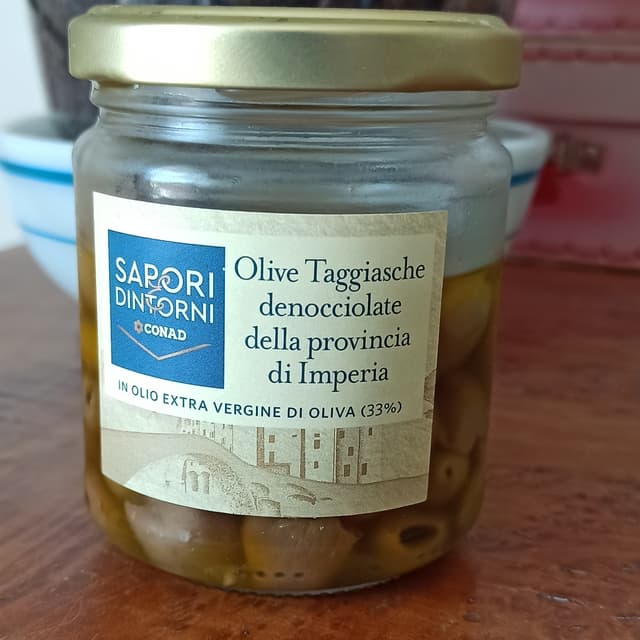 SAPORI
&
DINTORNI
CONAD
Olive Taggiasche
denocciolate
della provincia
di Imperia
IN OLIO EXTRA VERGINE DI OLIVA (33%)